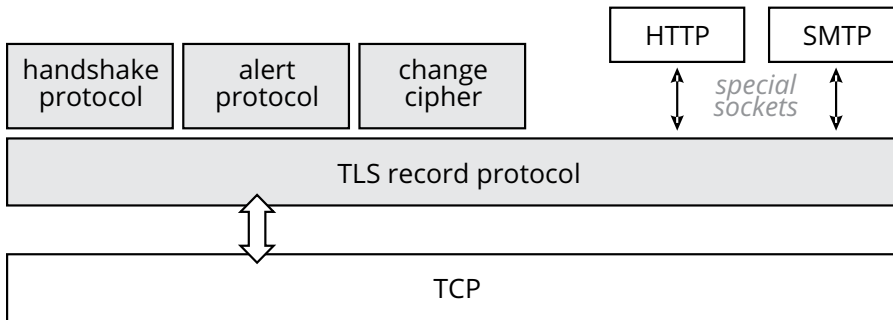 HTTP
SMTP
handshake
protocol
alert
protocol
change
cipher
special
sockets
TLS record protocol
TCP